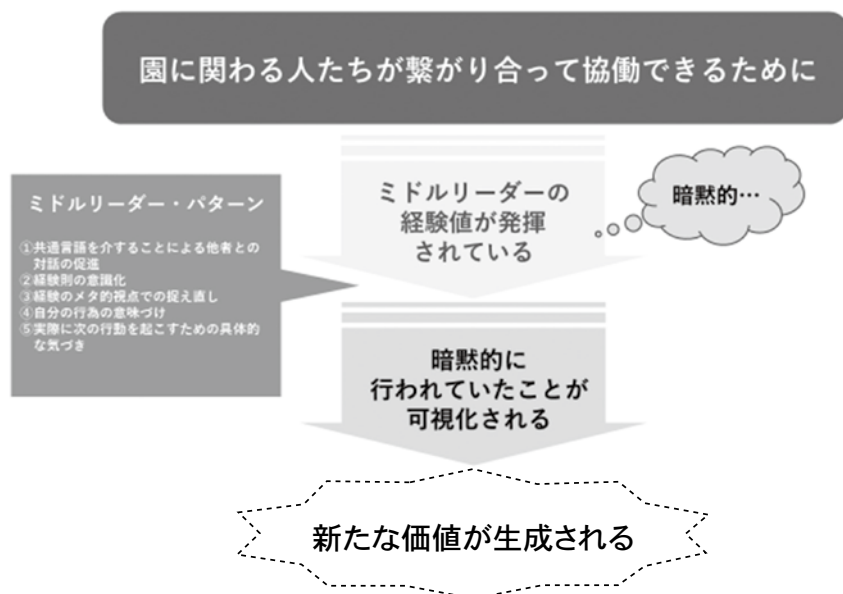 園に関わる人たちが繋がり合って協働できるために
ミドルリーダーの
経験値が発揮
されている
暗黙的…
ミドルリーダー・パターン
①共通言語を介することによる他者との
対話の促進
②経験則の意識化
③経験のメタ的視点での捉え直し
④自分の行為の意味づけ
⑤実際に次の行動を起こすための具体的
な気づき
暗黙的に
行われていたことが
可視化される
新たな価値が生成される